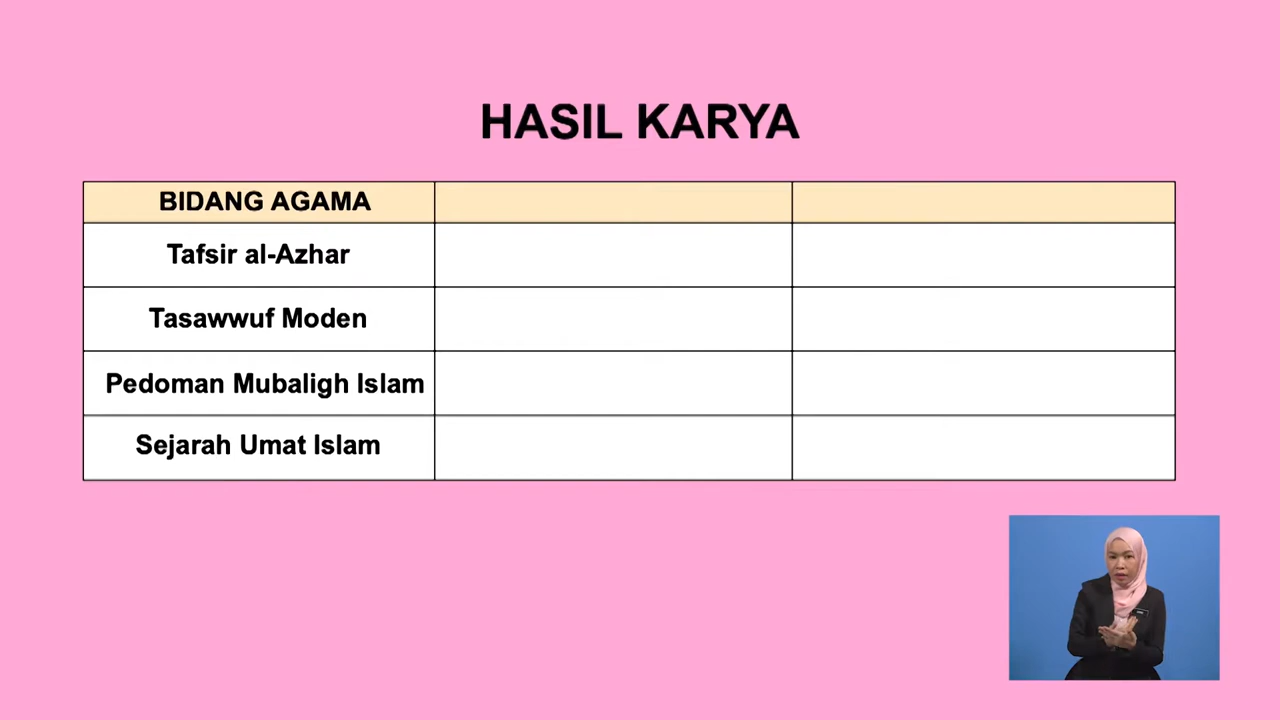 HASIL KARYA
BIDANG AGAMA
Tafsir al-Azhar
Tasawwuf Moden
Pedoman Mubaligh Islam
Sejarah Umat Islam